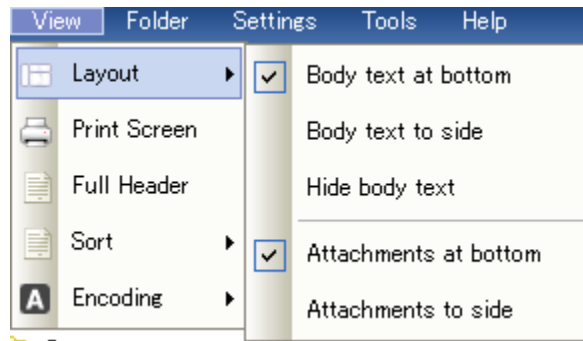 View Folder Settings Tools Help
Layout
Print Screen
Full Header
Sort
A Encoding
Body text at bottom
Body text to side
Hide body text
Attachments at bottom
Attachments to side